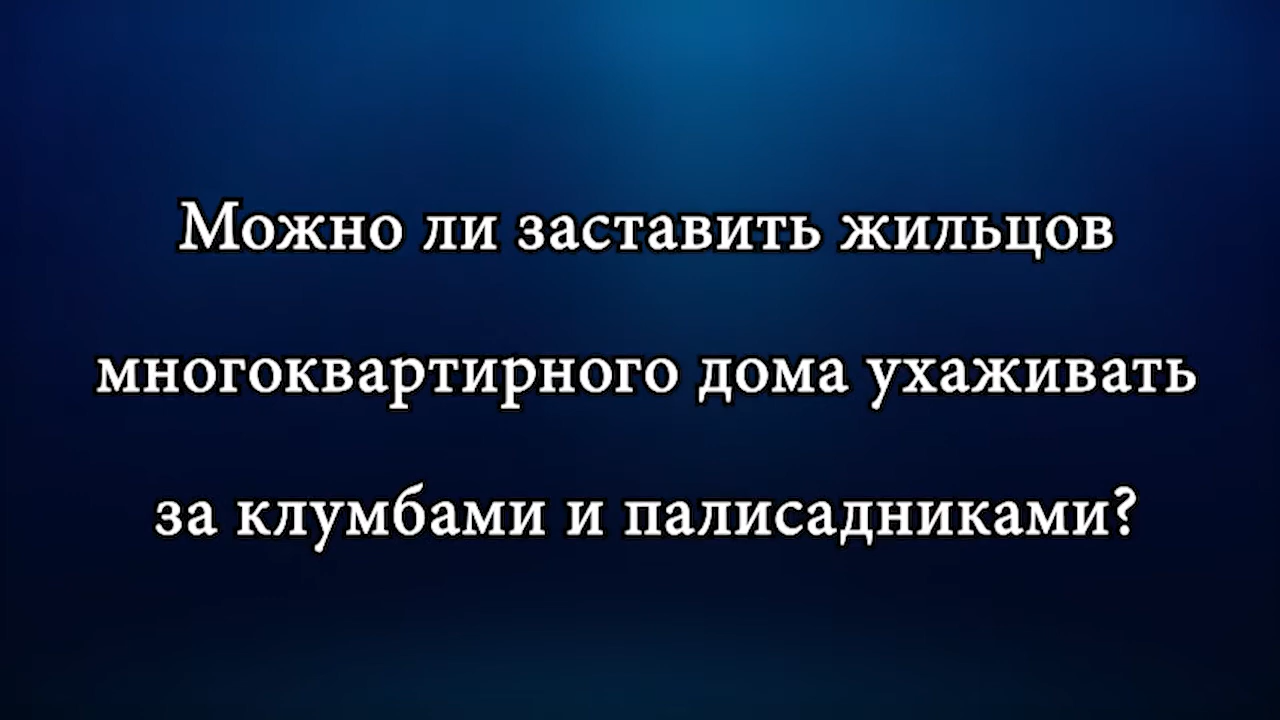 Можно ли заставить жильцов
многоквартирного дома ухаживать
за клумбами и палисадниками?